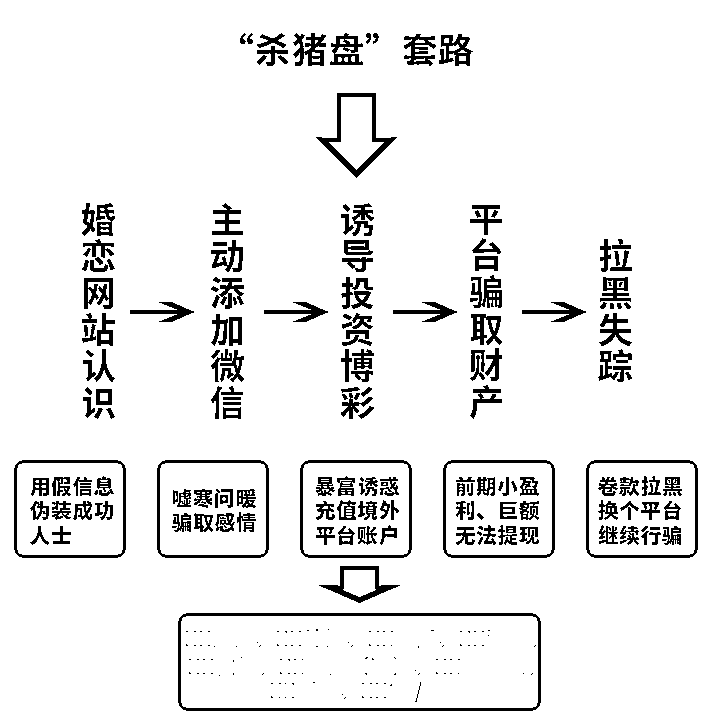 “杀猪盘”套路
婚恋网站认识
主动添加微信
诱导投资博彩
平台骗取财产
拉黑失踪
用假信息
伪装成功
人士
嘘寒问暖
骗取感情
暴富诱惑
充值境外
平台账户
前期小盈
利、巨额
无法提现
卷款拉黑
换个平台
继续行骗